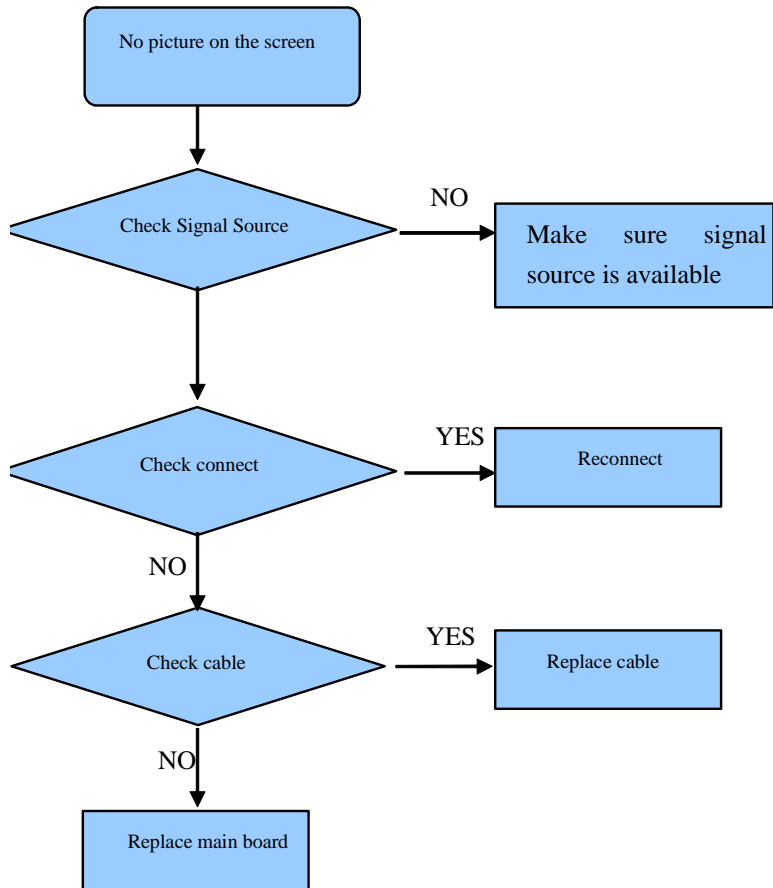 No picture on the screen
Check Signal Source
NO
Make sure signal
source is available
Check connect
YES
Reconnect
NO
Check cable
YES
Replace cable
NO
Replace main board